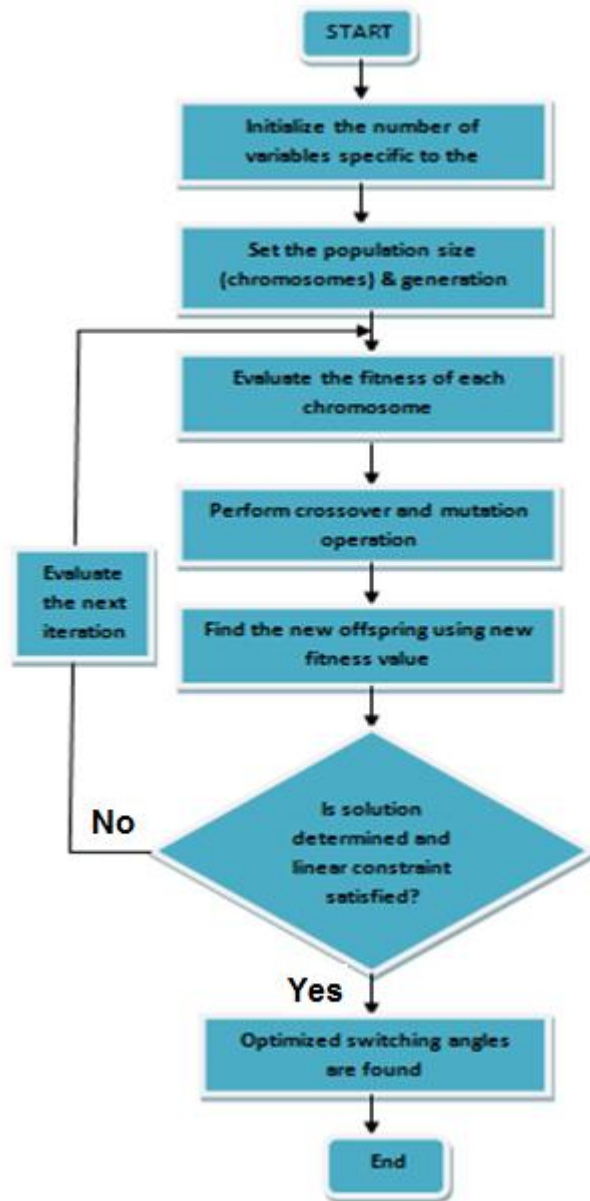 START
Initialize the number of
variables specific to the
Set the population size
(chromosomes) & generation
Evaluate the fitness of each
chromosome
Perform crossover and mutation
operation
Evaluate
the next
iteration
Find the new offspring using new
fitness value
No
Is solution
determined and
linear constraint
satisfied?
Yes
Optimized switching angles
are found
End